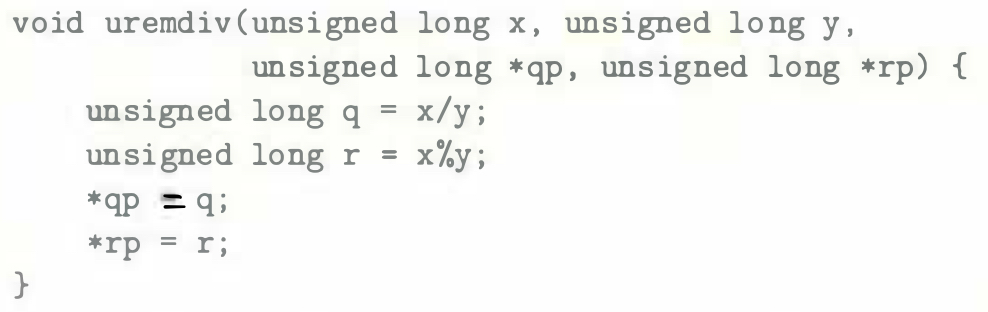 void uremdiv(unsigned long x, unsigned long y,
             unsigned long *qp, unsigned long *rp) {
    unsigned long q = x/y;
    unsigned long r = x%y;
    *qp = q;
    *rp = r;
}